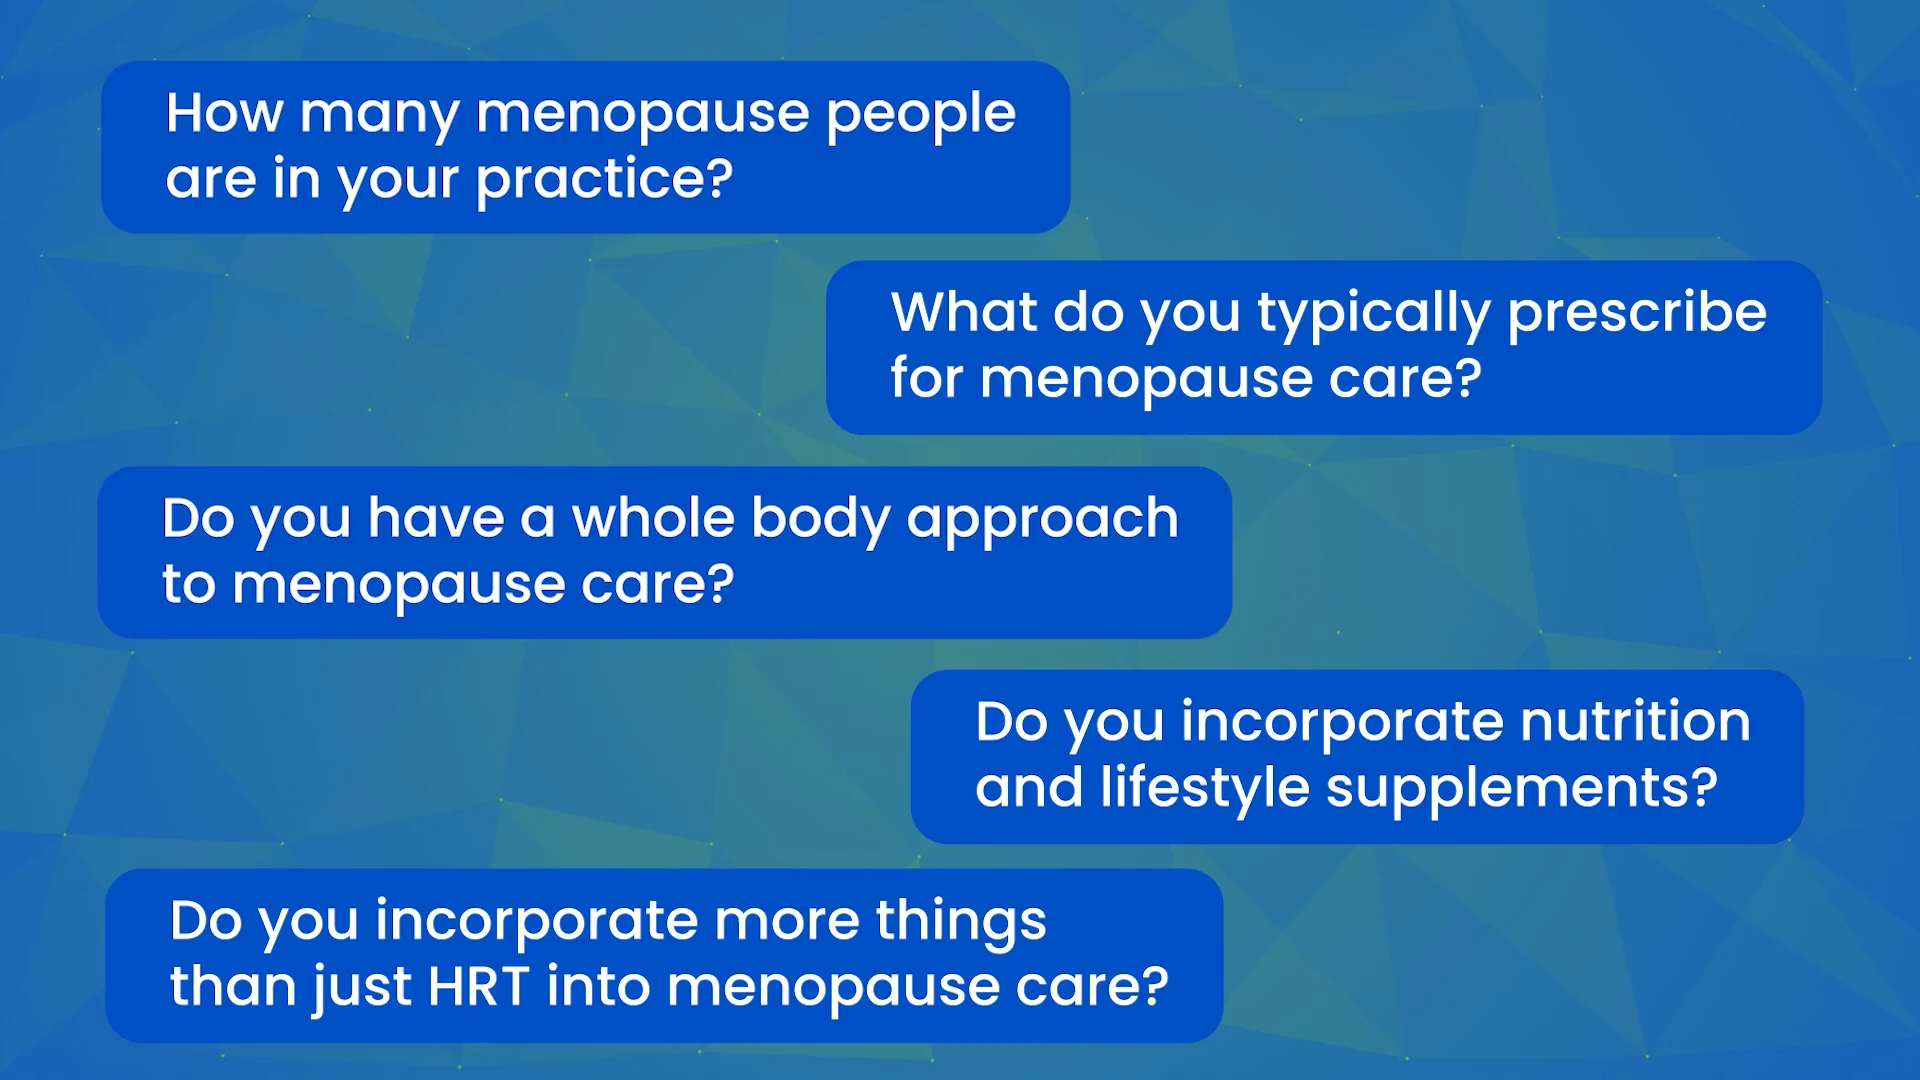 How many menopause people
are in your practice?
What do you typically prescribe
for menopause care?
Do you have a whole body approach
to menopause care?
Do you incorporate nutrition
and lifestyle supplements?
Do you incorporate more things
than just HRT into menopause care?